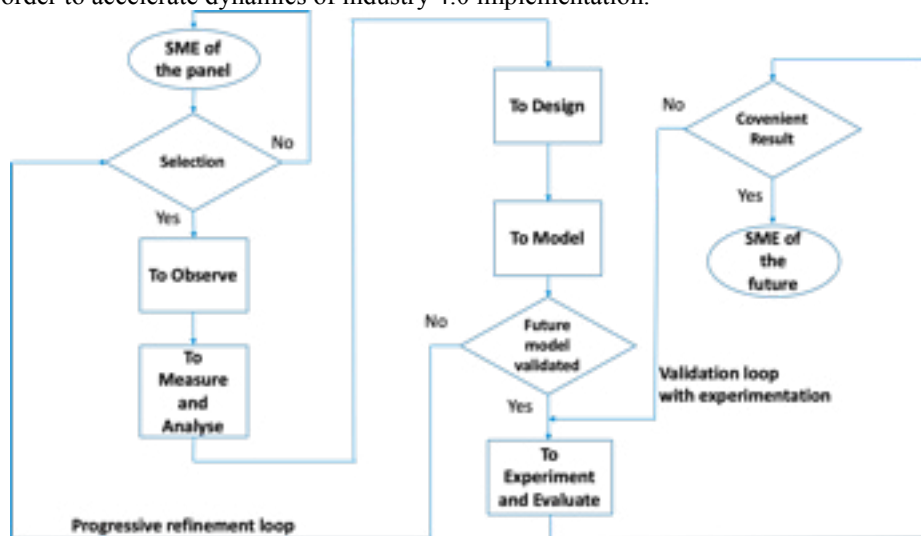 order to accelerate dynamics of industry 4.0 implementation.
SME of
the panel
Selection
No
Yes
To Observe
To
Measure
and
Analyse
To Design
To Model
No
Future
model
validated
Yes
To
Experiment
and Evaluate
Progressive refinement loop
No
Covenient
Result
Yes
SME of
the
future
Validation loop
with experimentation